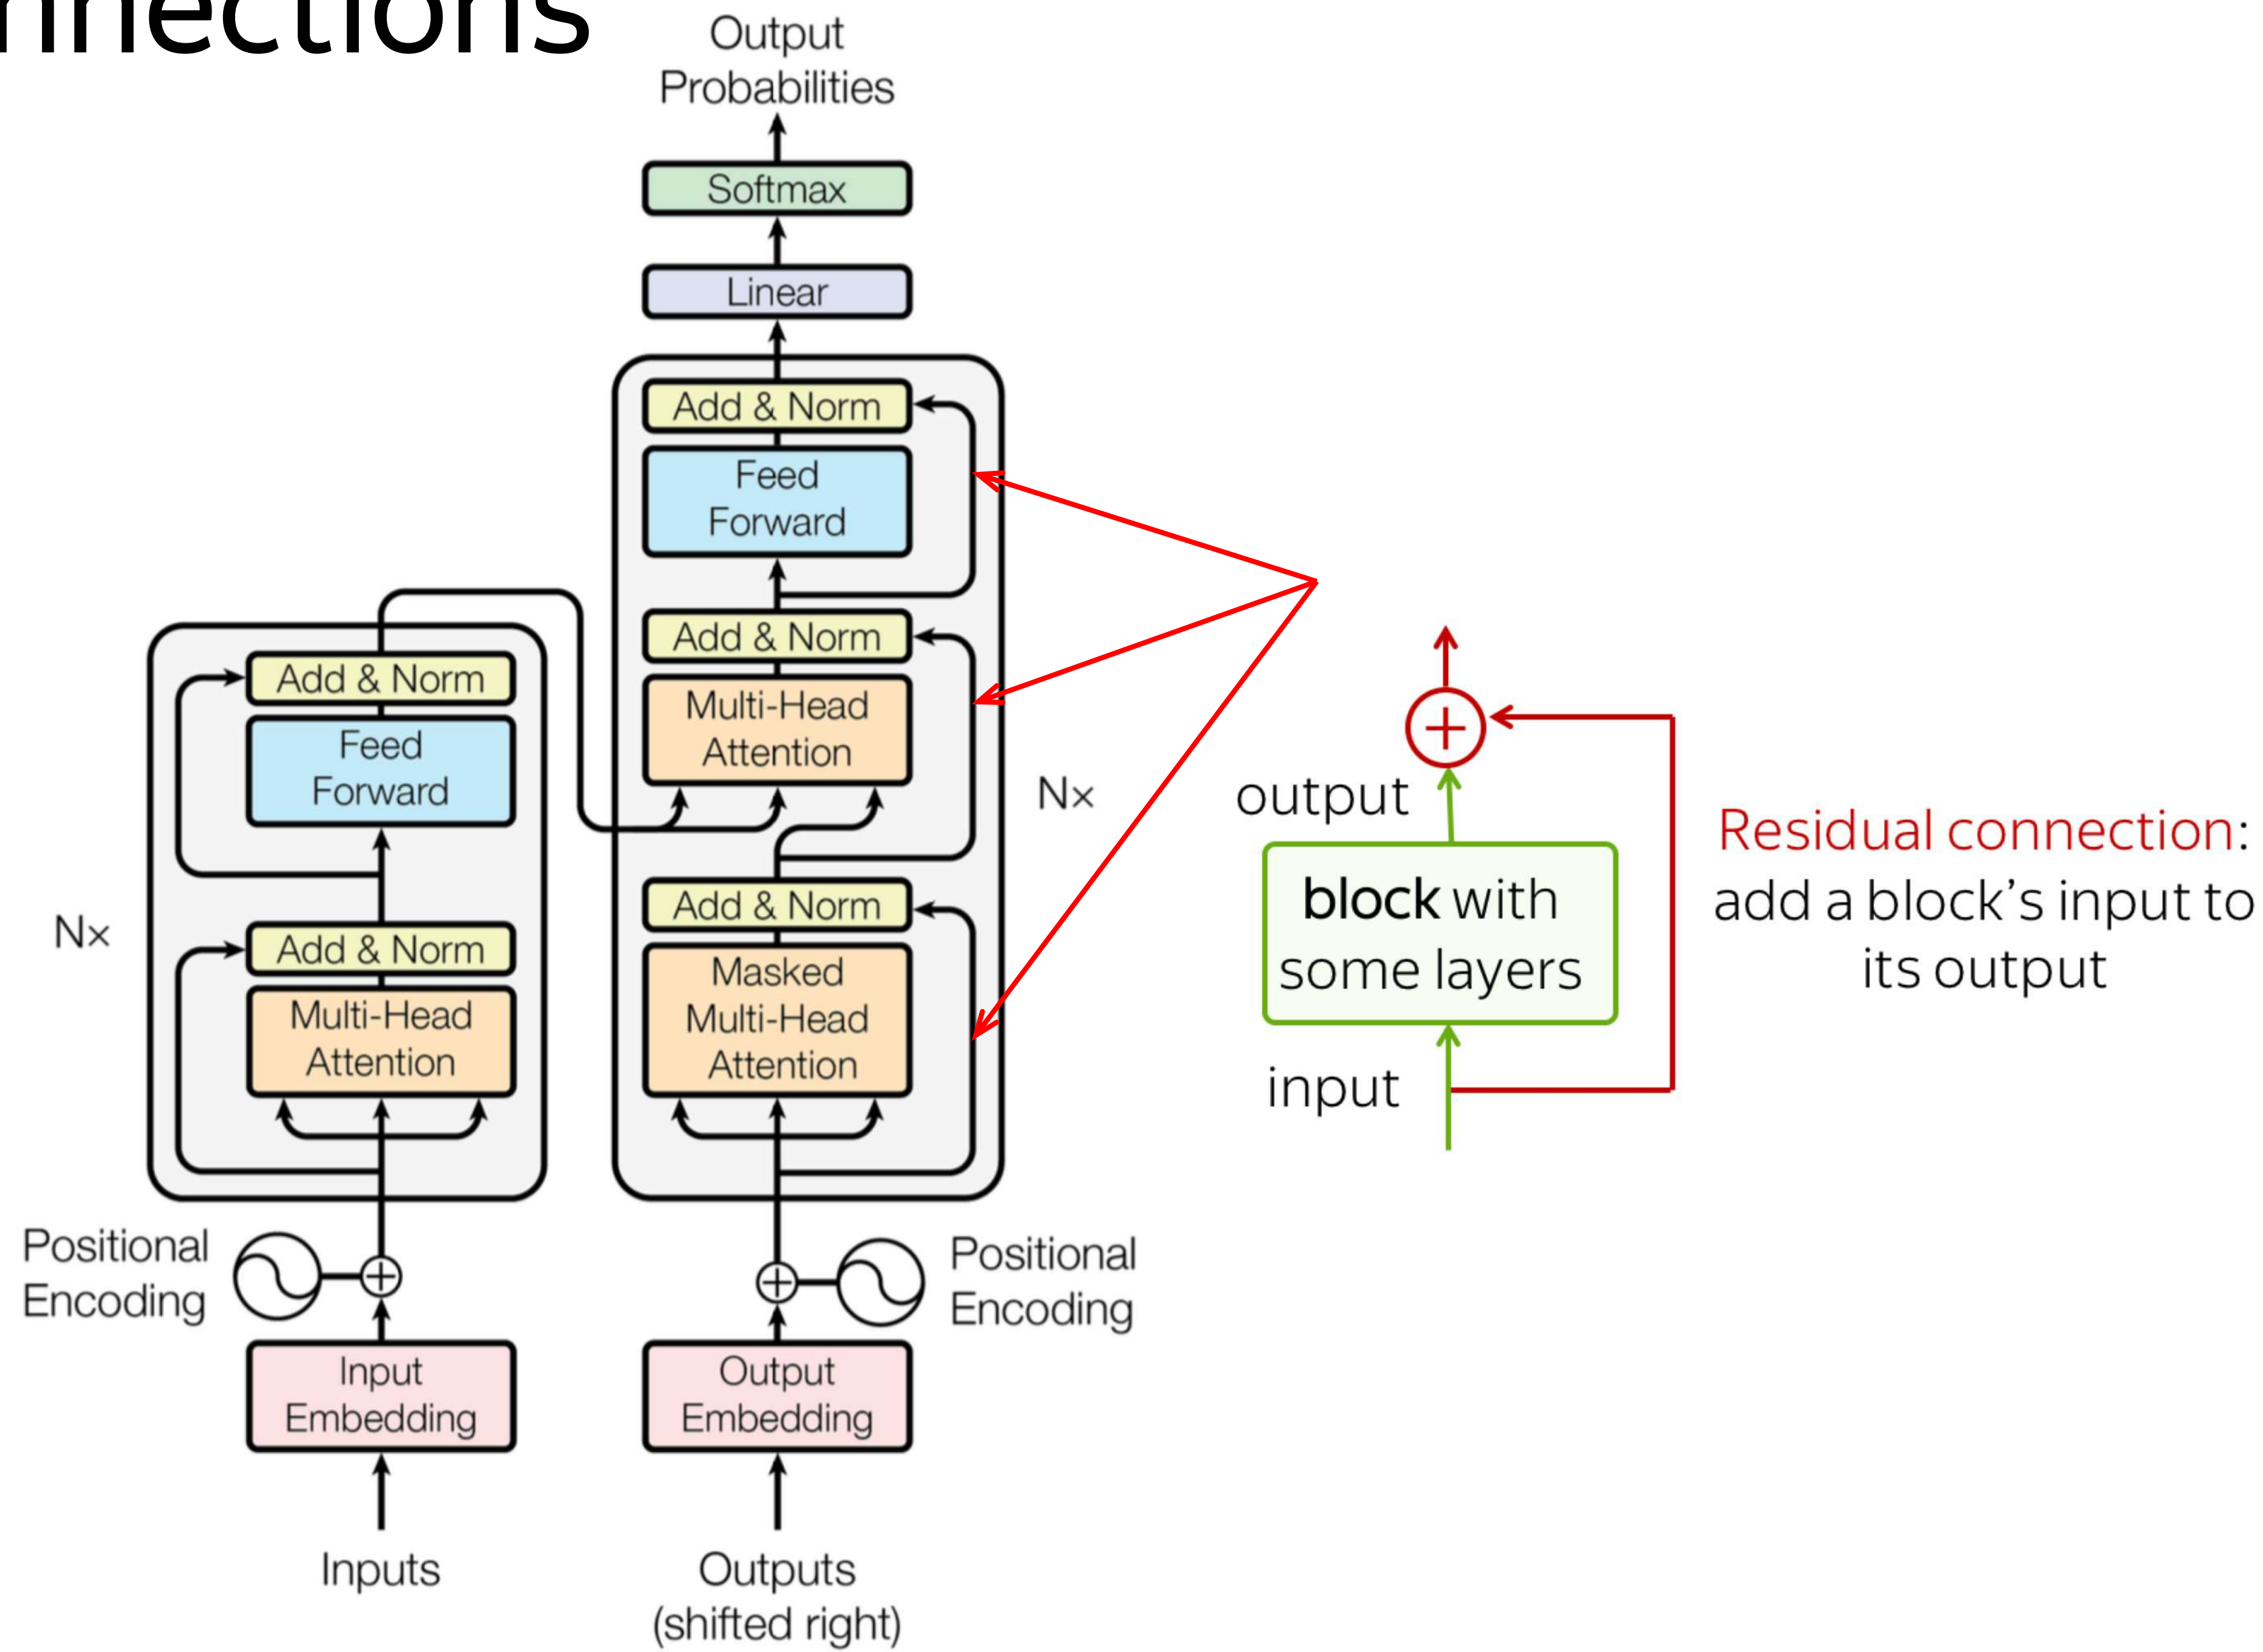 nnections
Output
Probabilities
Softmax
Linear
Add & Norm
Feed
Forward
Add & Norm
Multi-Head
Attention
Add & Norm
Masked
Multi-Head
Attention
N×
Add & Norm
Feed
Forward
Add & Norm
Multi-Head
Attention
N×
Positional
Encoding
Positional
Encoding
Input
Embedding
Output
Embedding
Inputs
Outputs
(shifted right)
output
block with
some layers
input
Residual connection:
add a block’s input to
its output